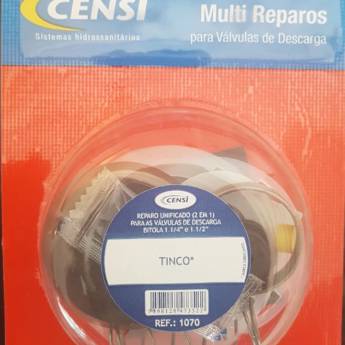 CENSI
Sistemas hidrossanitários
Multi Reparos
para Válvulas de Descarga
CENSI
REPARO UNIFICADO (2 EM 1)
PARA AS VÁLVULAS DE DESCARGA
BITOLA 1 1/4" e 1.1/2"
TINCO*
REF.: 1070